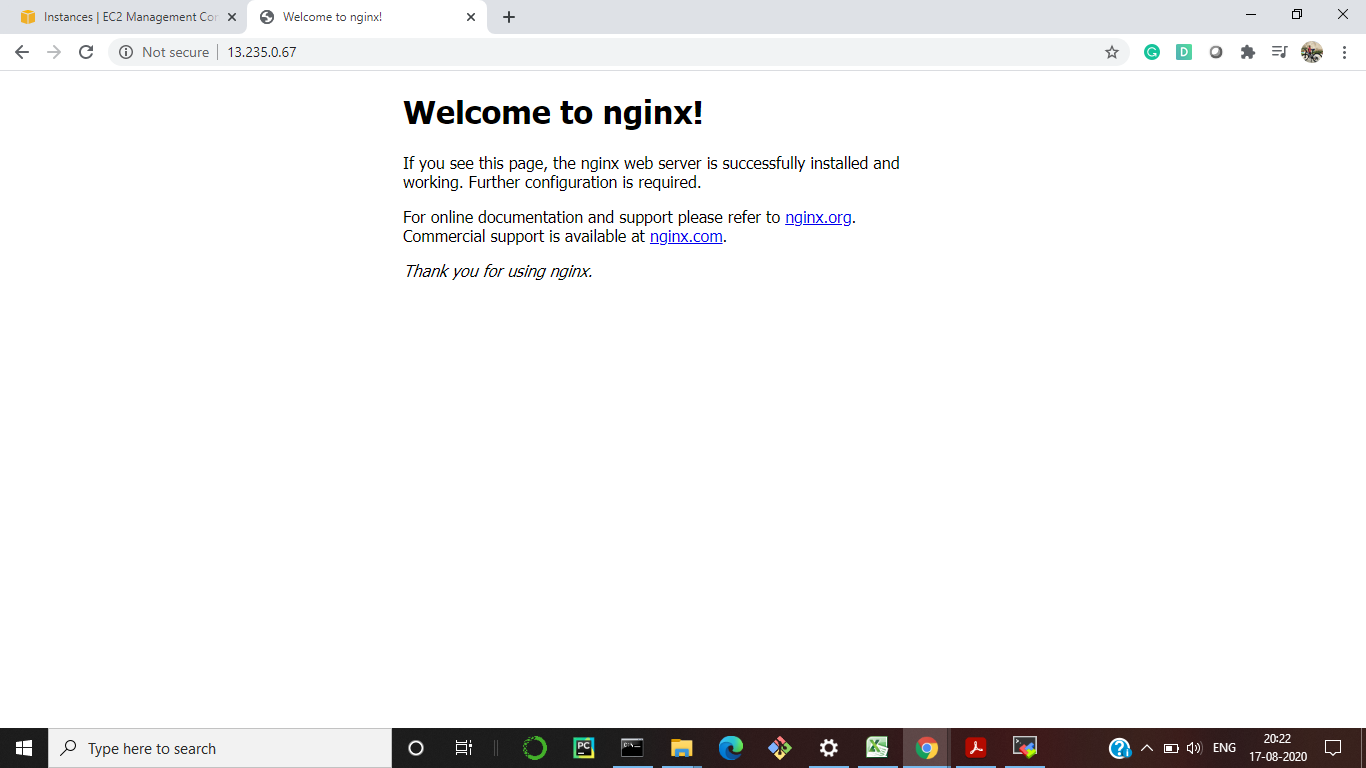 Instances | EC2 Management Con
Welcome to nginx!
Not secure
13.235.0.67
Welcome to nginx!
If you see this page, the nginx web server is successfully installed and
working. Further configuration is required.
For online documentation and support please refer to nginx.org.
Commercial support is available at nginx.com.
Thank you for using nginx.
Type here to search
PC
ENG
20:22
17-08-2020